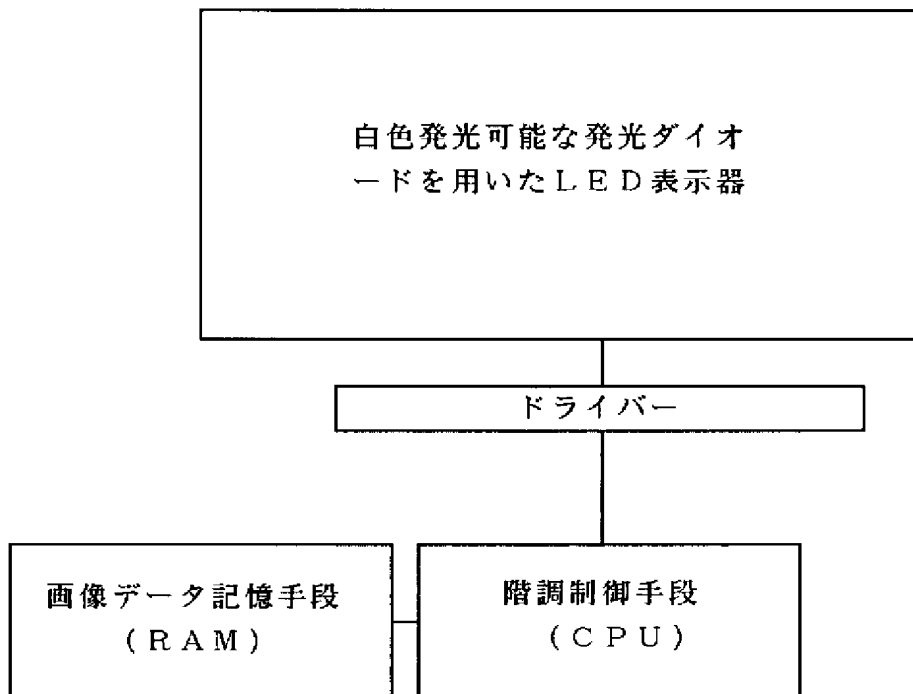 白色発光可能な発光ダイオ
ードを用いたLED表示器
ドライバー
画像データ記憶手段
(RAM)
階調制御手段
(CPU)